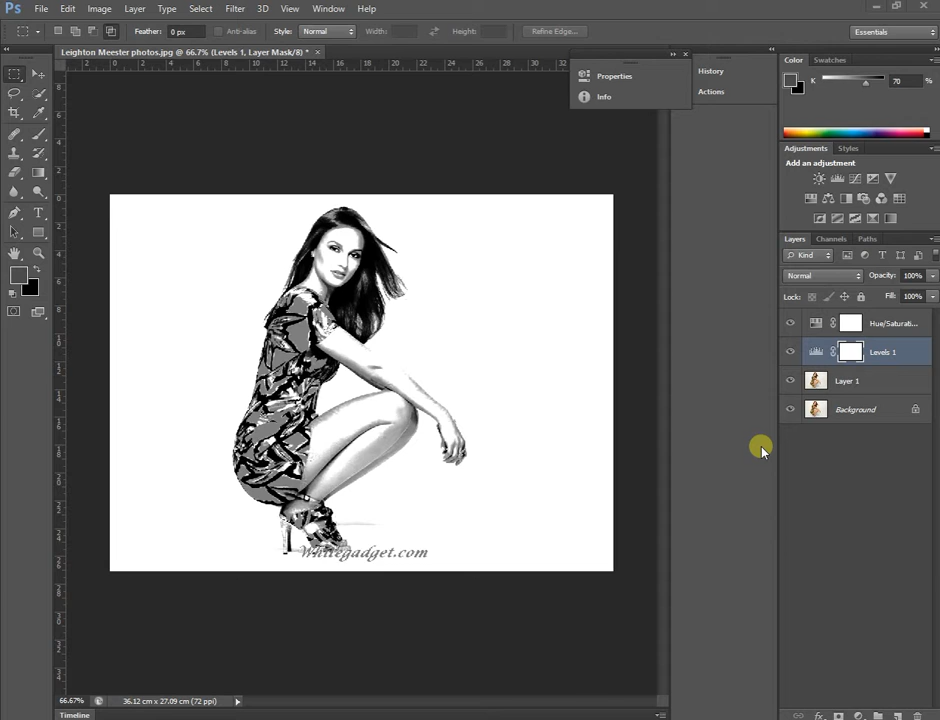 Ps File Edit Image Layer Type Select Filter 3D View Window Help
Feather: 0 px Anti-alias Style: Normal Width: Height: Refine Edge... Essentials
Leighton Meester photos.jpg @ 66.7% (Levels 1, Layer Mask/8) * ×
Properties
Info
History
Actions
Color Swatches
K 70 %
Adjustments Styles
Add an adjustment
Layers Channels Paths
Kind
Normal Opacity: 100%
Lock: Fill: 100%
Hue/Saturati...
Levels 1
Layer 1
Background
Whitegadget.com
66.67% 36.12 cm x 27.09 cm (72 ppi)
Timeline